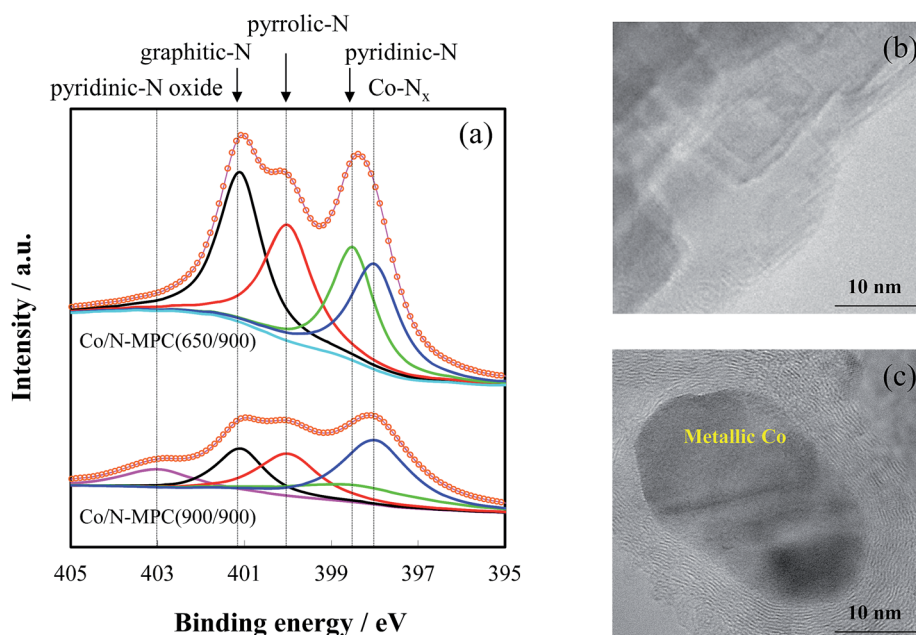 pyrrolic-N
graphitic-N
pyridinic-N
pyridinic-N oxide
Co-Nx
(a)
Intensity / a.u.
Co/N-MPC(650/900)
Co/N-MPC(900/900)
405
403
401
399
397
395
Binding energy / eV
(b)
10 nm
(c)
Metallic Co
10 nm